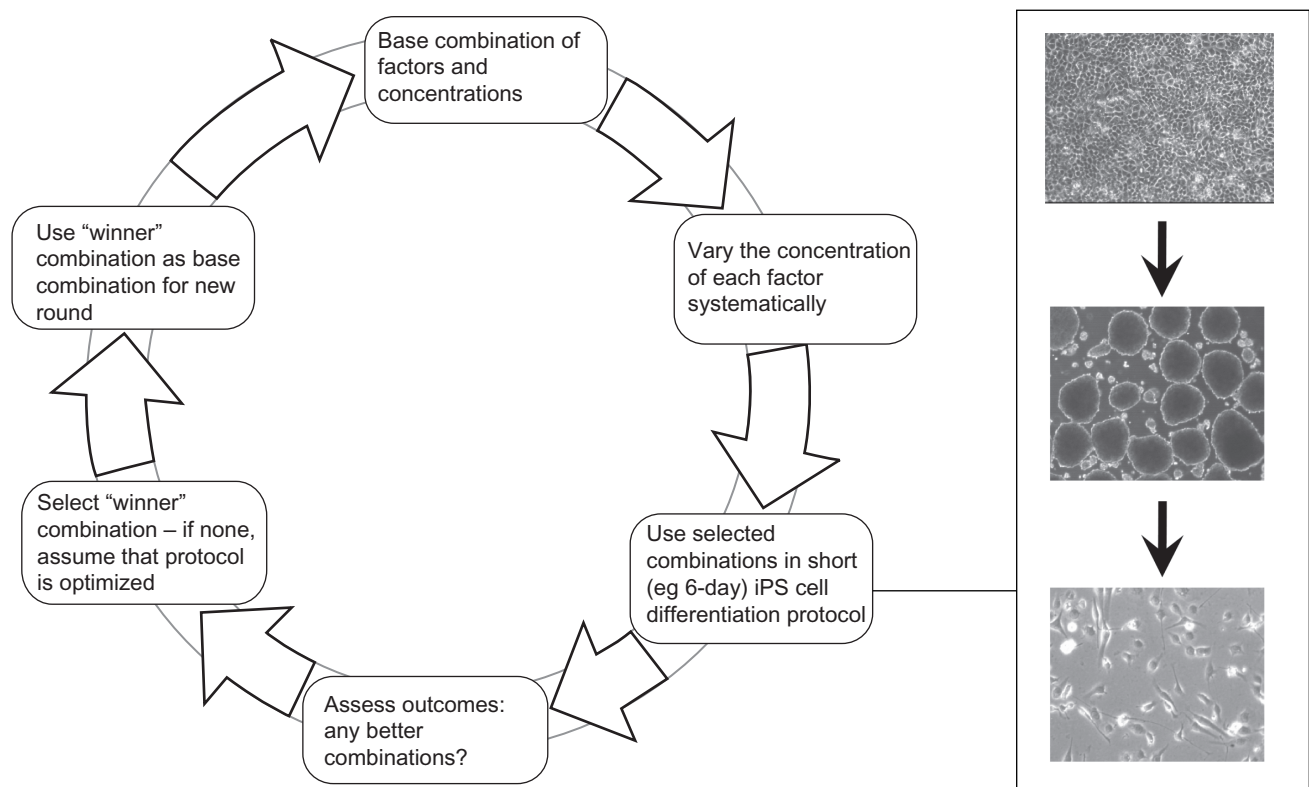 Base combination of
factors and
concentrations
Vary the concentration
of each factor
systematically
Use selected
combinations in short
(eg 6-day) iPS cell
differentiation protocol
Assess outcomes:
any better
combinations?
Select “winner”
combination – if none,
assume that protocol
is optimized
Use “winner”
combination as base
combination for new
round